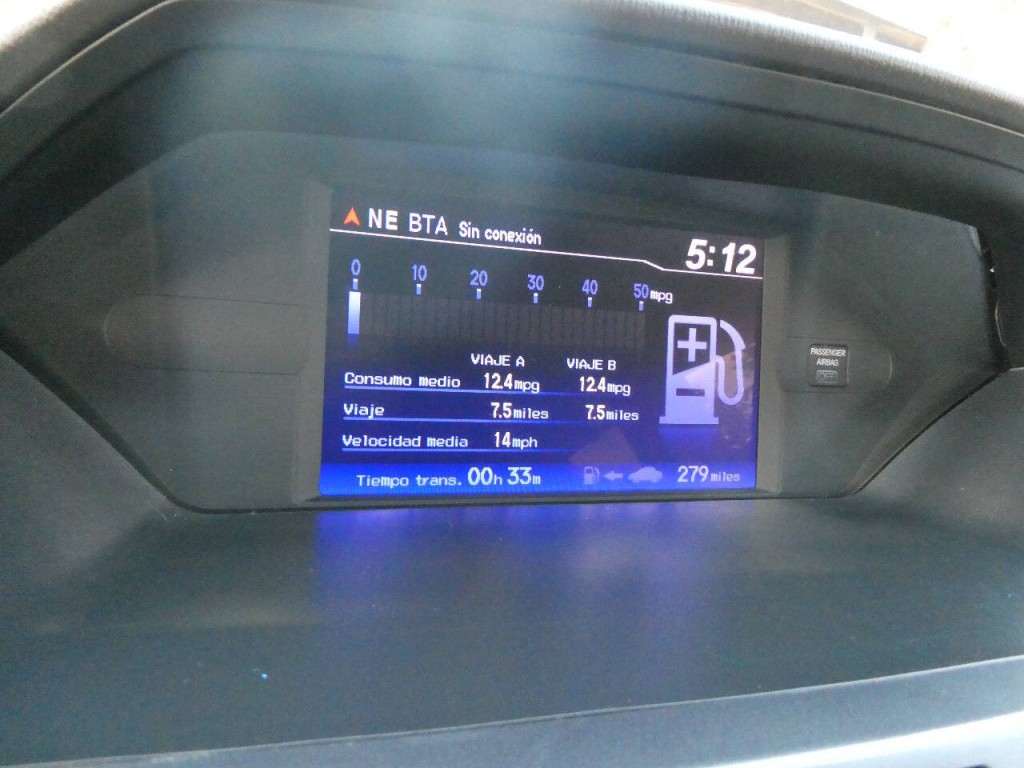 NE BTA Sin conexión 5:12
0 10 20 30 40 50 mpg
VIAJE A VIAJE B
Consumo medio 12.4 mpg 12.4 mpg
Viaje 7.5 miles 7.5 miles
Velocidad media 14 mph
Tiempo trans. 00h 33m 279 miles
PASSENGER
AIRBAG